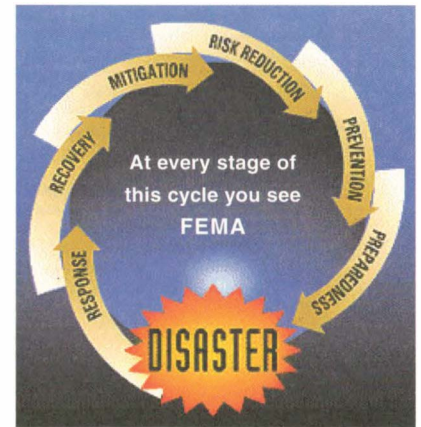 RISK REDUCTION
MITIGATION
PREVENTION
RECOVERY
At every stage of
this cycle you see
FEMA
PREPAREDNESS
RESPONSE
DISASTER